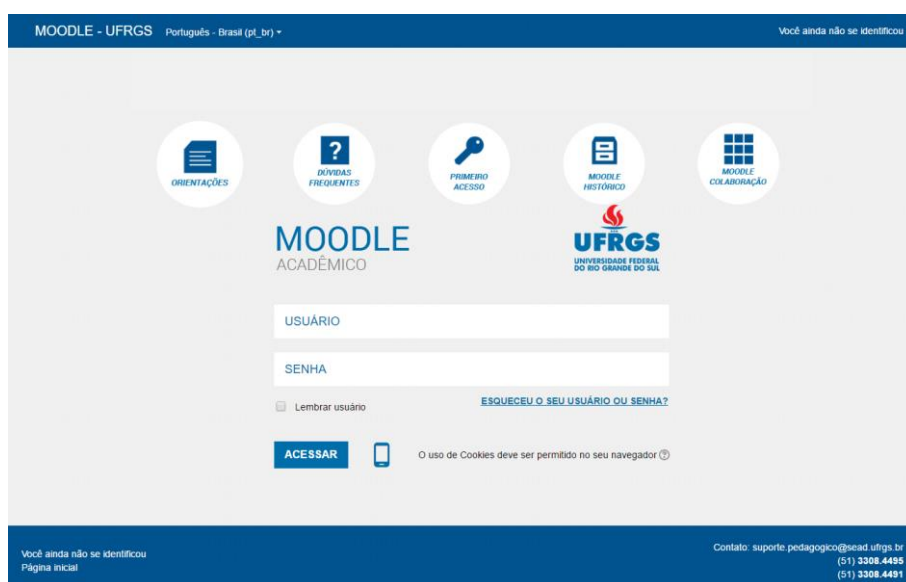 MOODLE - UFRGS Português - Brasil (pt_br)
Você ainda não se identificou
ORIENTAÇÕES
?
DÚVIDAS
FREQUENTES
PRIMEIRO
ACESSO
MOODLE
HISTÓRICO
MOODLE
COLABORAÇÃO
MOODLE
ACADÊMICO
UFRGS
UNIVERSIDADE FEDERAL
DO RIO GRANDE DO SUL
USUÁRIO
SENHA
Lembrar usuário
ESQUECEU O SEU USUÁRIO OU SENHA?
ACESSAR
O uso de Cookies deve ser permitido no seu navegador ?
Você ainda não se identificou
Página inicial
Contato: suporte.pedagogico@sead.ufrgs.br
(51) 3308.4495
(51) 3308.4491